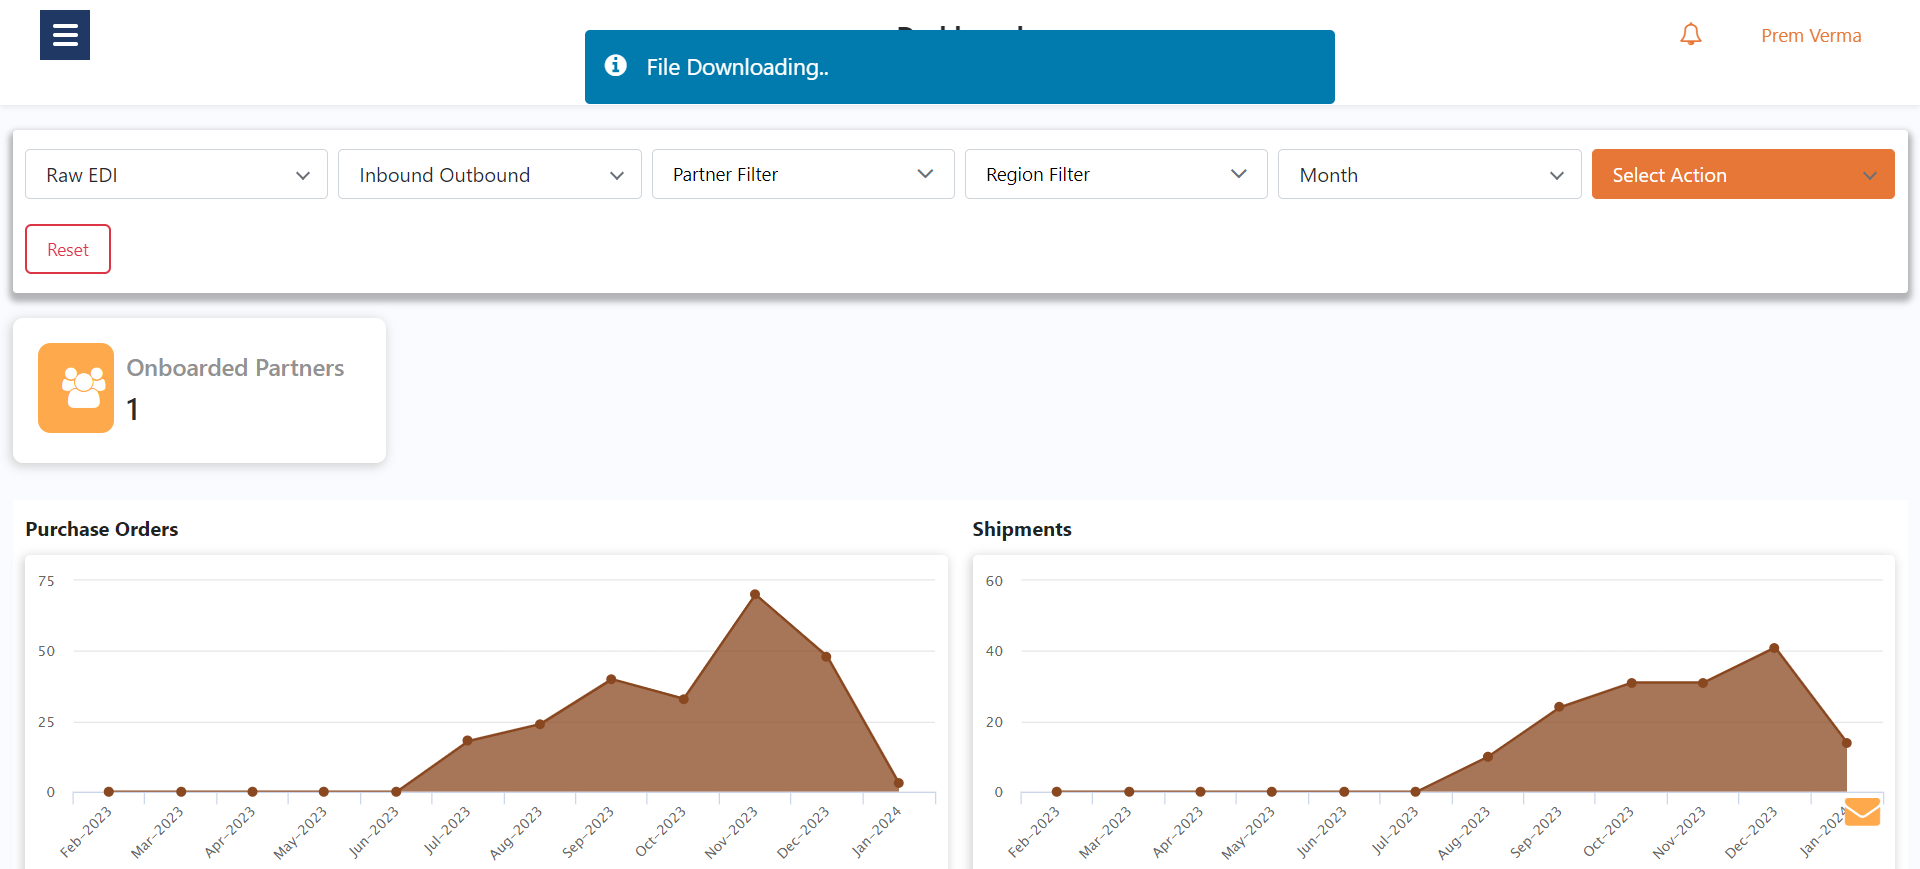 Prem Verma
File Downloading..
Raw EDI
Inbound Outbound
Partner Filter
Region Filter
Month
Select Action
Reset
Onboarded Partners
1
Purchase Orders
75
50
25
0
Feb-2023
Mar-2023
Apr-2023
May-2023
Jun-2023
Jul-2023
Aug-2023
Sep-2023
Oct-2023
Nov-2023
Dec-2023
Jan-2024
Shipments
60
40
20
0
Feb-2023
Mar-2023
Apr-2023
May-2023
Jun-2023
Jul-2023
Aug-2023
Sep-2023
Oct-2023
Nov-2023
Dec-2023
Jan-2024